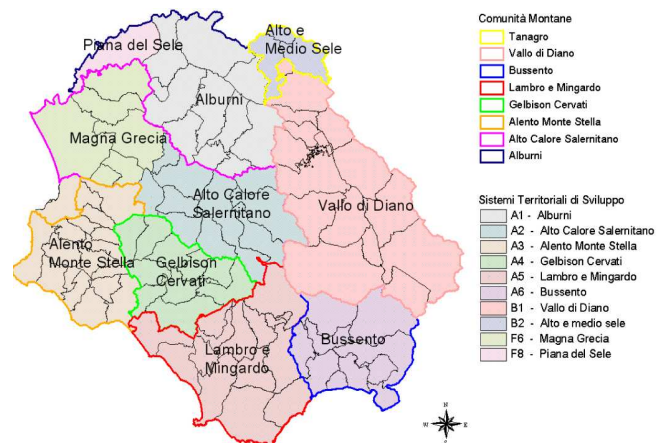 Piana del Sele
Alto e
Medio Sele
Alburni
Magna Grecia
Alto Calore
Salernitano
Vallo di Diano
Alento
Monte Stella
Gelbison
Cervati
Lambro e
Mingardo
Bussento
Comunità Montane
Tanagro
Vallo di Diano
Bussento
Lambro e Mingardo
Gelbison Cervati
Alento Monte Stella
Alto Calore Salernitano
Alburni
Sistemi Territoriali di Sviluppo
A1 - Alburni
A2 - Alto Calore Salernitano
A3 - Alento Monte Stella
A4 - Gelbison Cervati
A5 - Lambro e Mingardo
A6 - Bussento
B1 - Vallo di Diano
B2 - Alto e medio sele
F6 - Magna Grecia
F8 - Piana del Sele
N
W
E
S